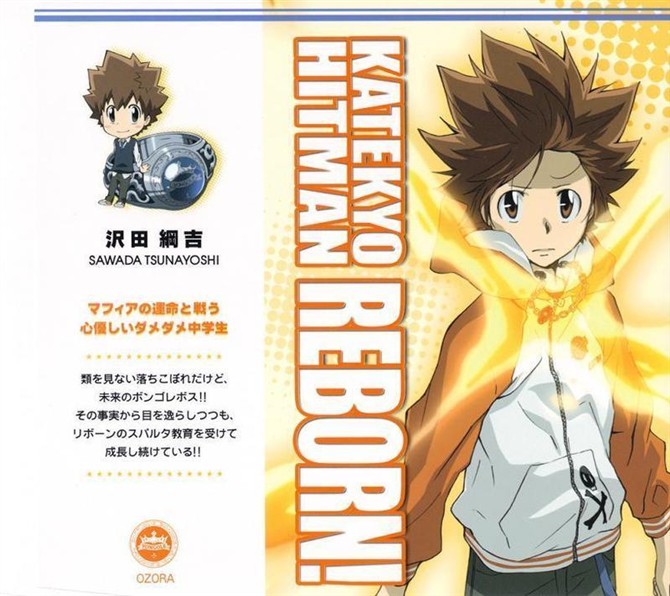 沢田 綱吉
SAWADA TSUNAYOSHI
マフィアの運命と戦う
心優しいダメダメ中学生
類を見ない落ちこぼれだけど、
未来のボンゴレボス!!
その事実から目を逸らしつつも、
リボーンのスパルタ教育を受けて
成長し続けている!!
OZORA
KATEKYO
HITMAN
REBORN!